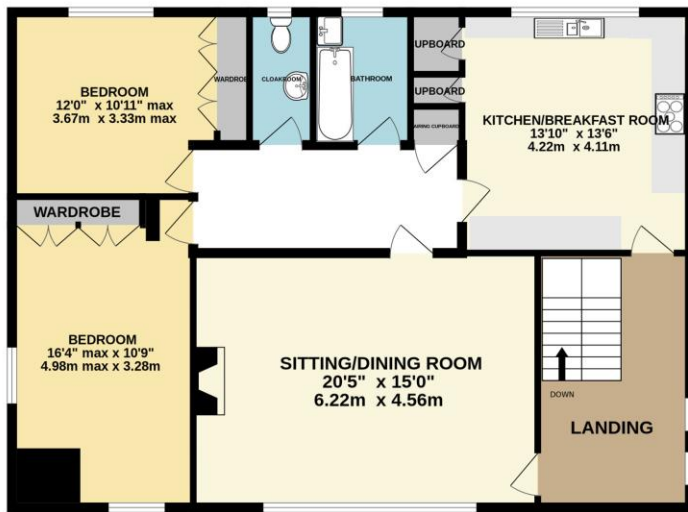 BEDROOM
12'0" x 10'11" max
3.67m x 3.33m max
WARDROBE
CLOAKROOM
BATHROOM
UPBOARD
UPBOARD
AIRING CUPBOARD
KITCHEN/BREAKFAST ROOM
13'10" x 13'6"
4.22m x 4.11m
WARDROBE
BEDROOM
16'4" max x 10'9"
4.98m max x 3.28m
SITTING/DINING ROOM
20'5" x 15'0"
6.22m x 4.56m
DOWN
LANDING